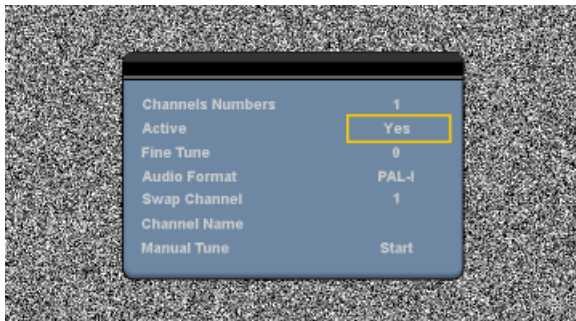 Channels Numbers 1
Active Yes
Fine Tune 0
Audio Format PAL-I
Swap Channel 1
Channel Name
Manual Tune Start